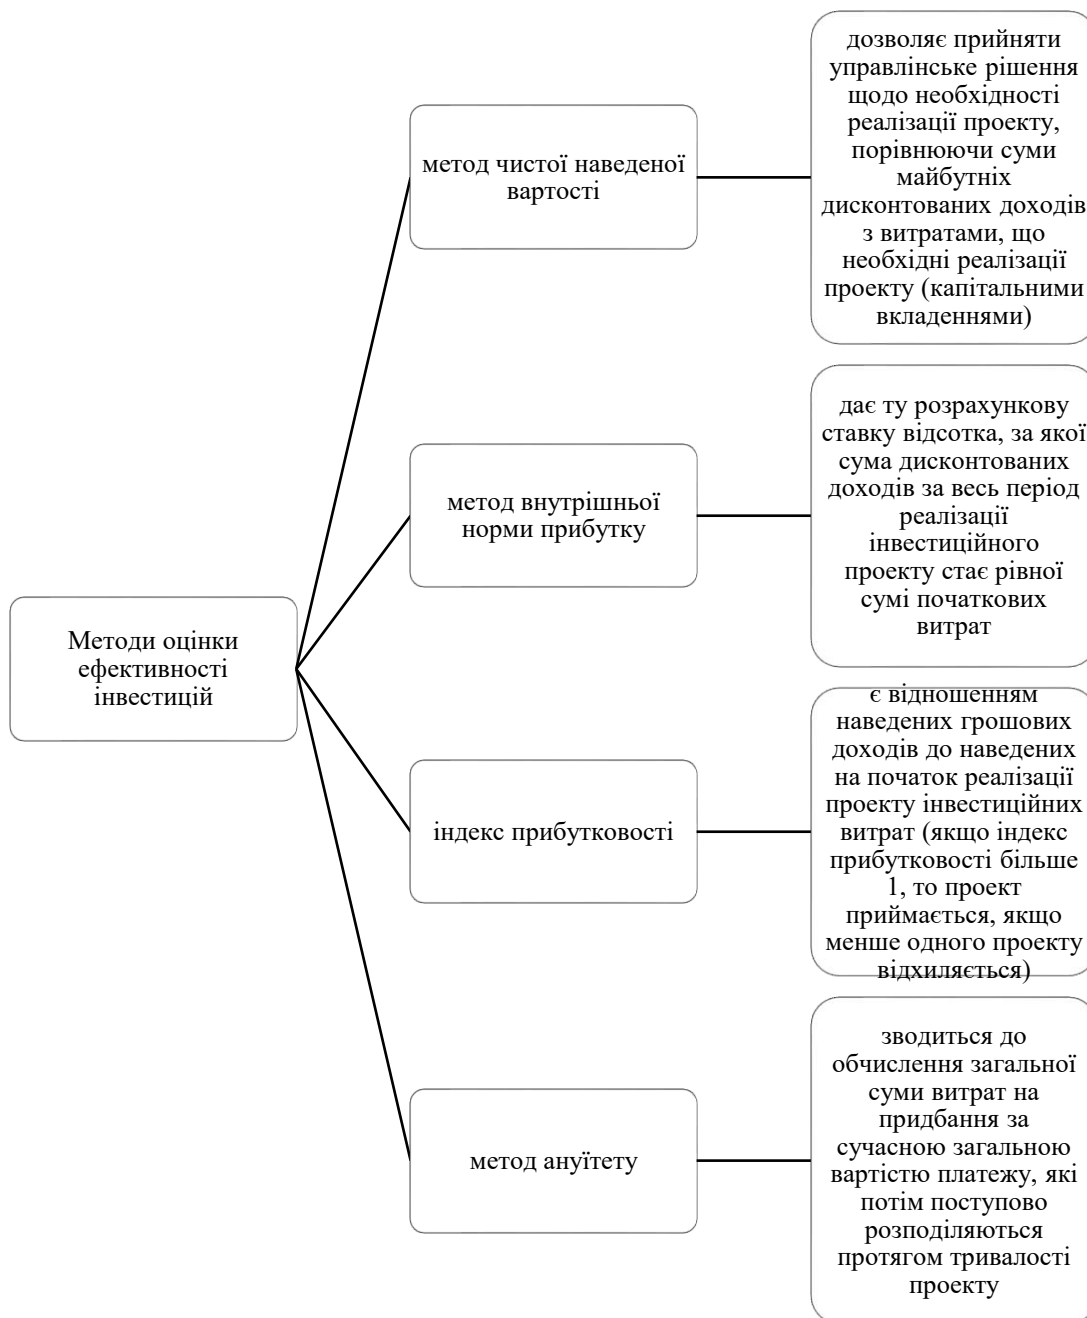 Методи оцінки
ефективності
інвестицій
метод чистої наведеної
вартості
дозволяє прийняти
управлінське рішення
щодо необхідності
реалізації проекту,
порівнюючи суми
майбутніх
дисконтованих доходів
з витратами, що
необхідні реалізації
проекту (капітальними
вкладеннями)
метод внутрішньої
норми прибутку
дає ту розрахункову
ставку відсотка, за якої
сума дисконтованих
доходів за весь період
реалізації
інвестиційного
проекту стає рівної
сумі початкових
витрат
індекс прибутковості
є відношенням
наведених грошових
доходів до наведених
на початок реалізації
проекту інвестиційних
витрат (якщо індекс
прибутковості більше
1, то проект
приймається, якщо
менше одного проекту
відхиляється)
метод ануїтету
зводиться до
обчислення загальної
суми витрат на
придбання за
сучасною загальною
вартістю платежу, які
потім поступово
розподіляються
протягом тривалості
проекту